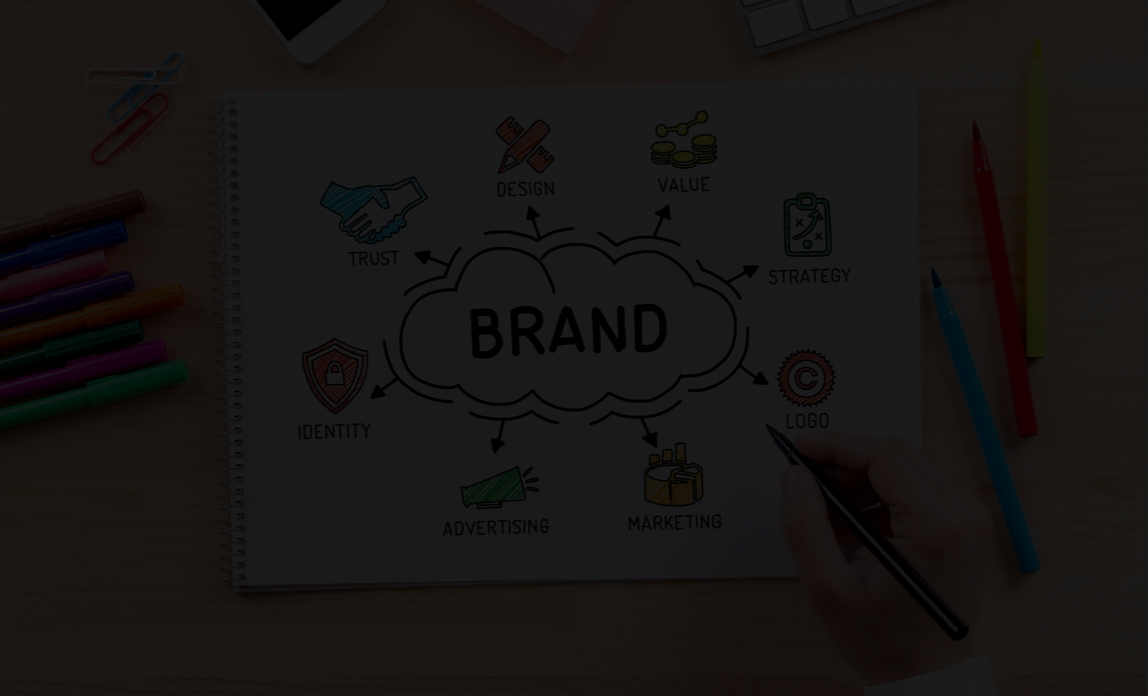 DESIGN
VALUE
TRUST
STRATEGY
BRAND
IDENTITY
LOGO
ADVERTISING
MARKETING